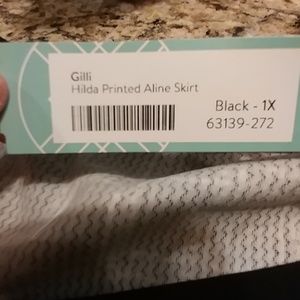 Gilli
Hilda Printed Aline Skirt
Black - 1X
63139-272